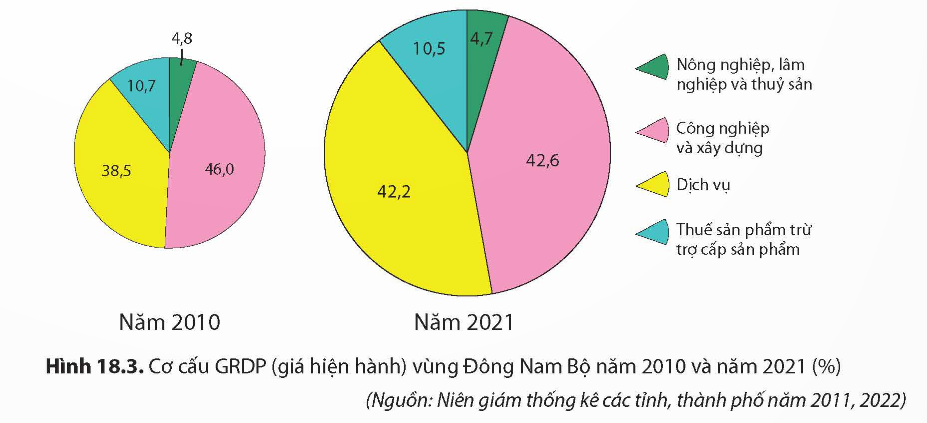 4,8
10,7
38,5
46,0
Năm 2010
10,5
4,7
42,2
42,6
Năm 2021
Nông nghiệp, lâm
nghiệp và thuỷ sản
Công nghiệp
và xây dựng
Dịch vụ
Thuế sản phẩm trừ
trợ cấp sản phẩm
Hình 18.3. Cơ cấu GRDP (giá hiện hành) vùng Đông Nam Bộ năm 2010 và năm 2021 (%)
(Nguồn: Niên giám thống kê các tỉnh, thành phố năm 2011, 2022)